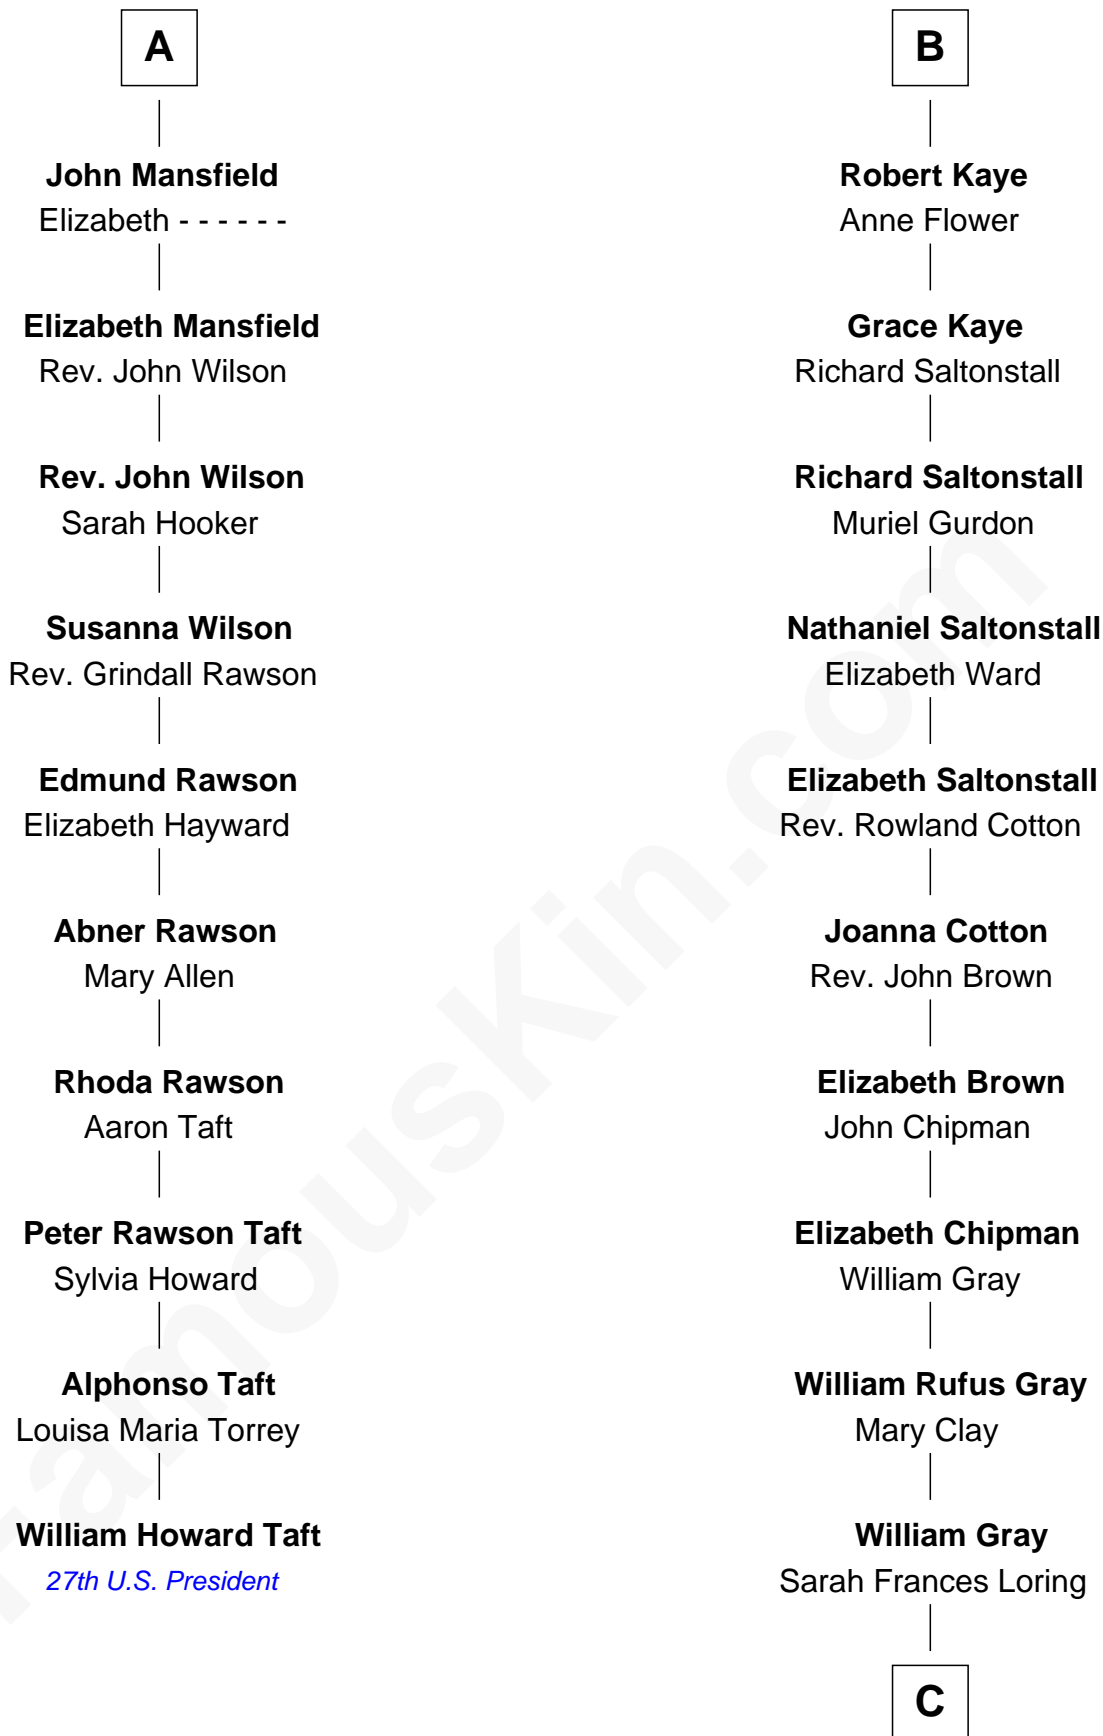 A
John Mansfield
Elizabeth - - - - - -
Elizabeth Mansfield
Rev. John Wilson
Rev. John Wilson
Sarah Hooker
Susanna Wilson
Rev. Grindall Rawson
Edmund Rawson
Elizabeth Hayward
Abner Rawson
Mary Allen
Rhoda Rawson
Aaron Taft
Peter Rawson Taft
Sylvia Howard
Alphonso Taft
Louisa Maria Torrey
William Howard Taft
27th U.S. President
B
Robert Kaye
Anne Flower
Grace Kaye
Richard Saltonstall
Richard Saltonstall
Muriel Gurdon
Nathaniel Saltonstall
Elizabeth Ward
Elizabeth Saltonstall
Rev. Rowland Cotton
Joanna Cotton
Rev. John Brown
Elizabeth Brown
John Chipman
Elizabeth Chipman
William Gray
William Rufus Gray
Mary Clay
William Gray
Sarah Frances Loring
C
FamousKin.com